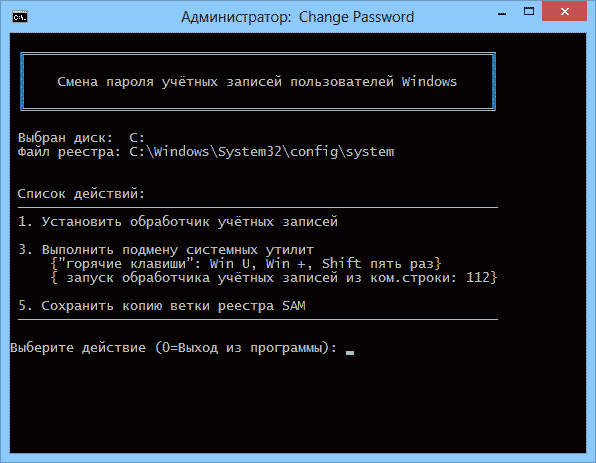 Администратор: Change Password
Смена пароля учётных записей пользователей Windows
Выбран диск: C:
Файл реестра: C:\Windows\System32\config\system
Список действий:
1. Установить обработчик учётных записей
3. Выполнить подмену системных утилит
{"горячие клавиши": Win U, Win +, Shift пять раз}
{ запуск обработчика учётных записей из ком.строки: 112}
5. Сохранить копию ветки реестра SAM
Выберите действие (0=Выход из программы):